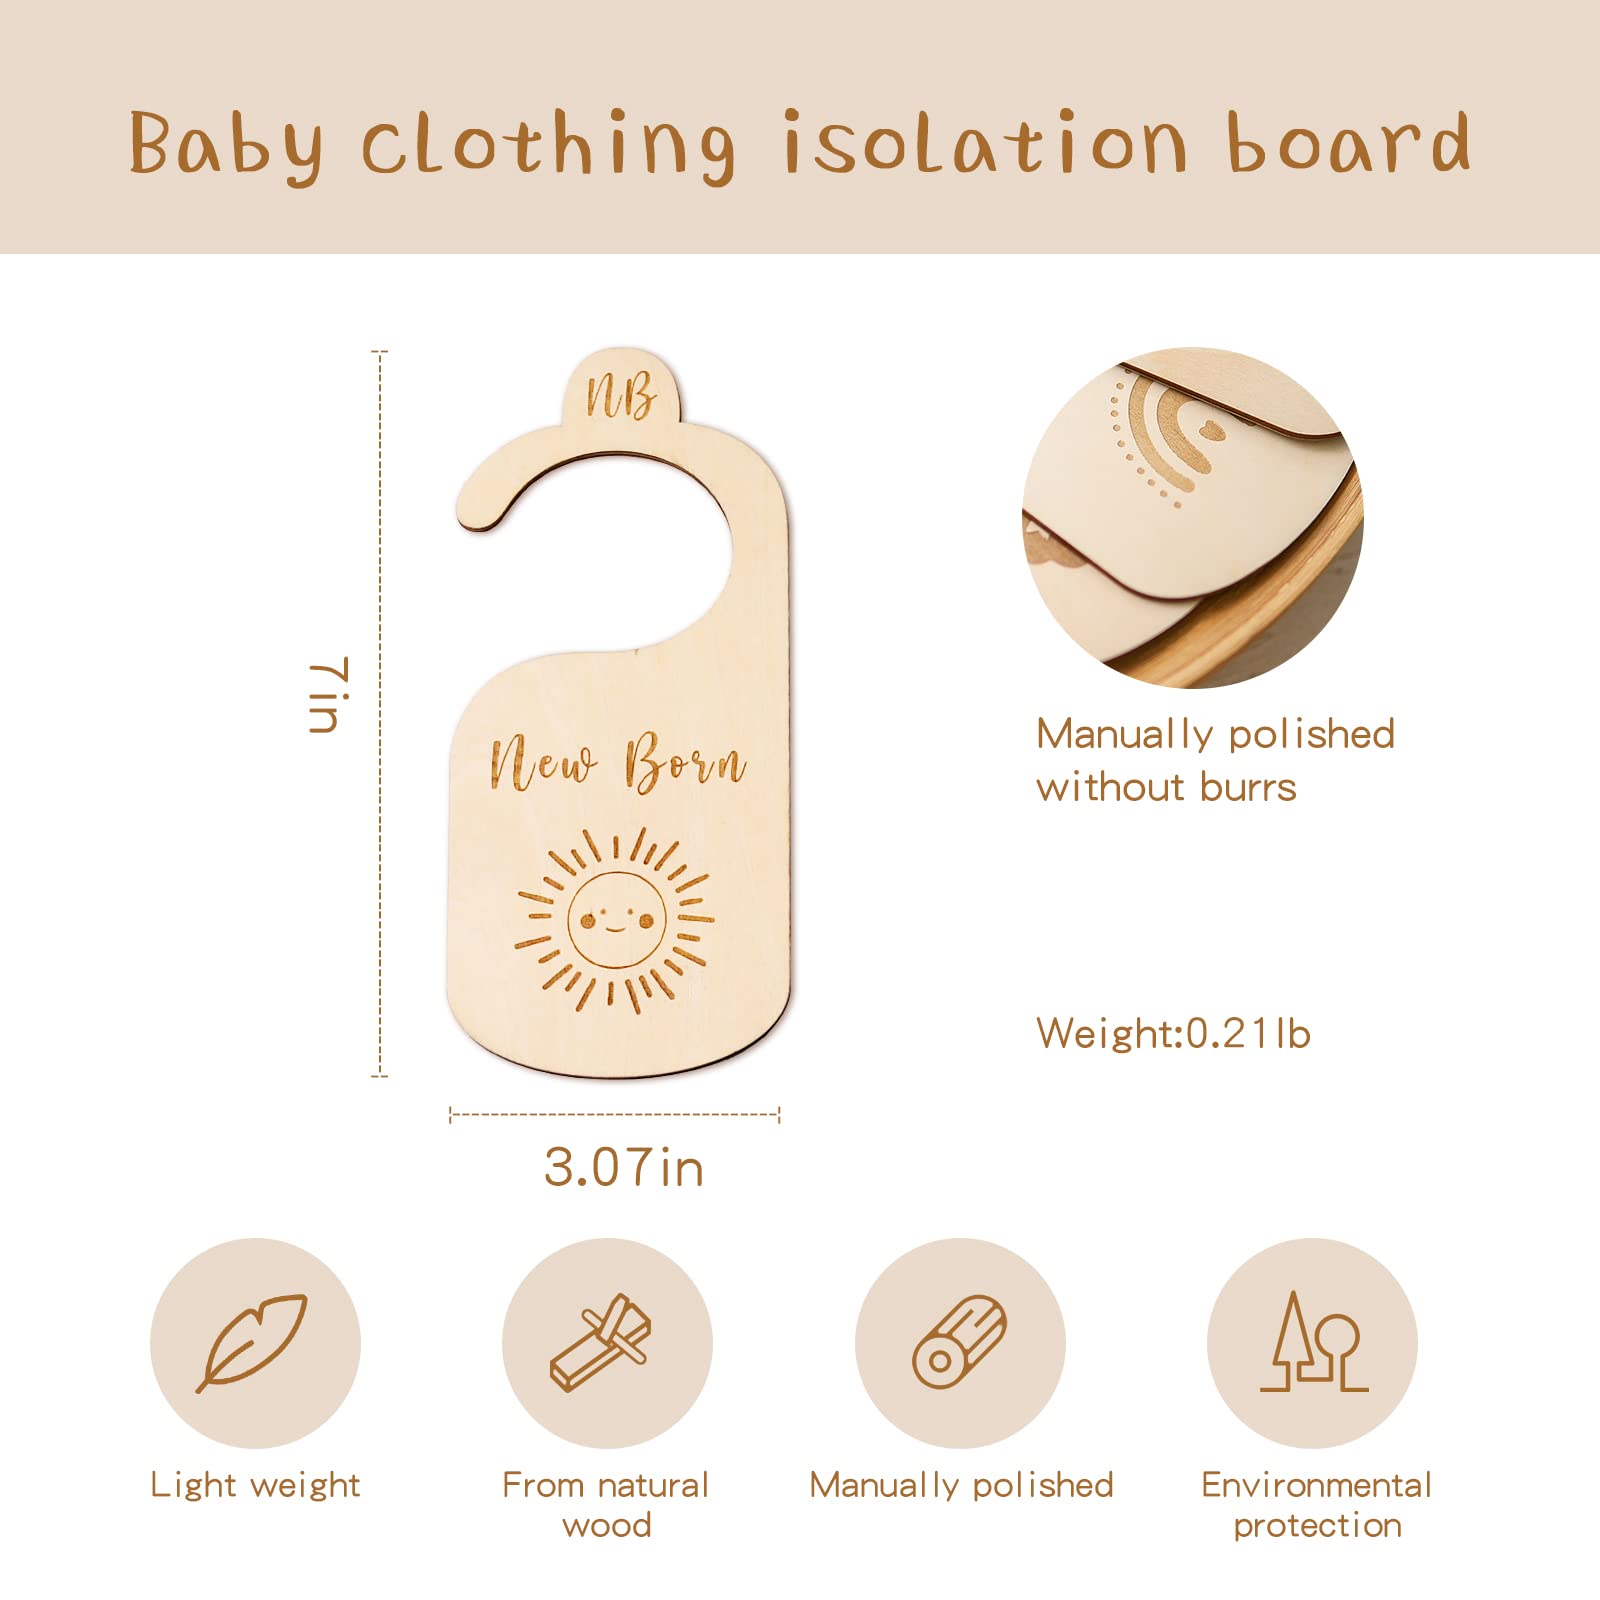 Baby clothing isolation board
NB
7in
New Born
3.07in
Manually polished
without burrs
Weight:0.21lb
Light weight
From natural
wood
Manually polished
Environmental
protection